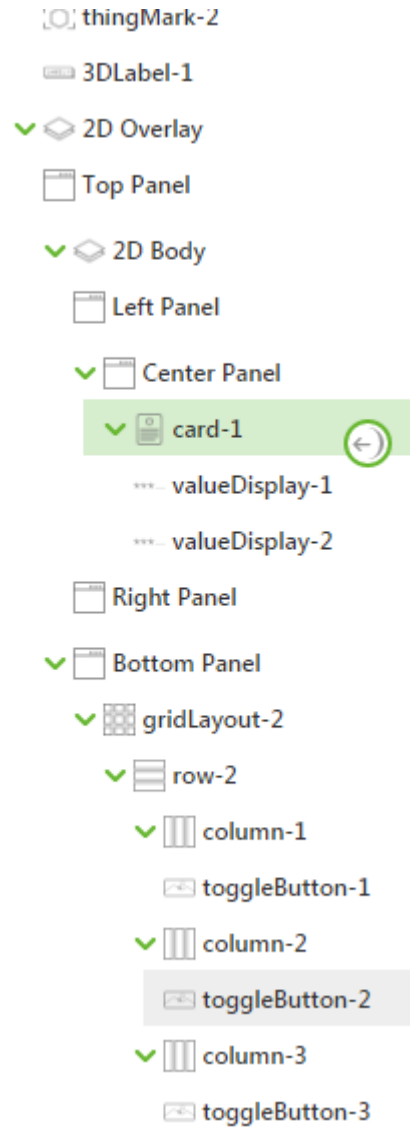 thingMark-2
3DLabel-1
2D Overlay
Top Panel
2D Body
Left Panel
Center Panel
card-1
valueDisplay-1
valueDisplay-2
Right Panel
Bottom Panel
gridLayout-2
row-2
column-1
toggleButton-1
column-2
toggleButton-2
column-3
toggleButton-3